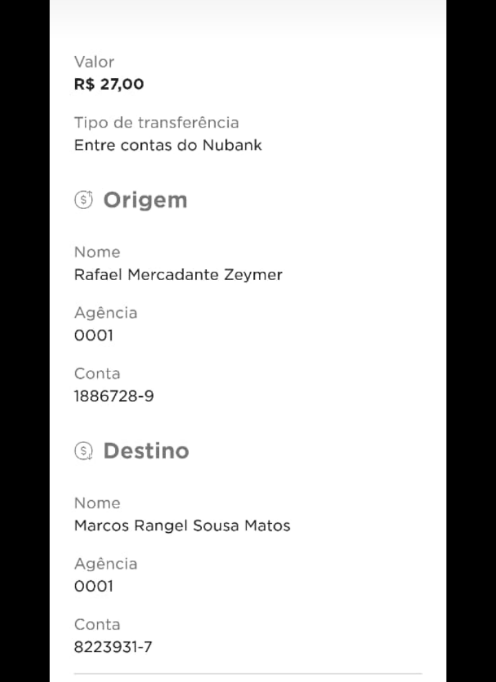 Valor
R$ 27,00
Tipo de transferência
Entre contas do Nubank
Origem
Nome
Rafael Mercadante Zeymer
Agência
0001
Conta
1886728-9
Destino
Nome
Marcos Rangel Sousa Matos
Agência
0001
Conta
8223931-7